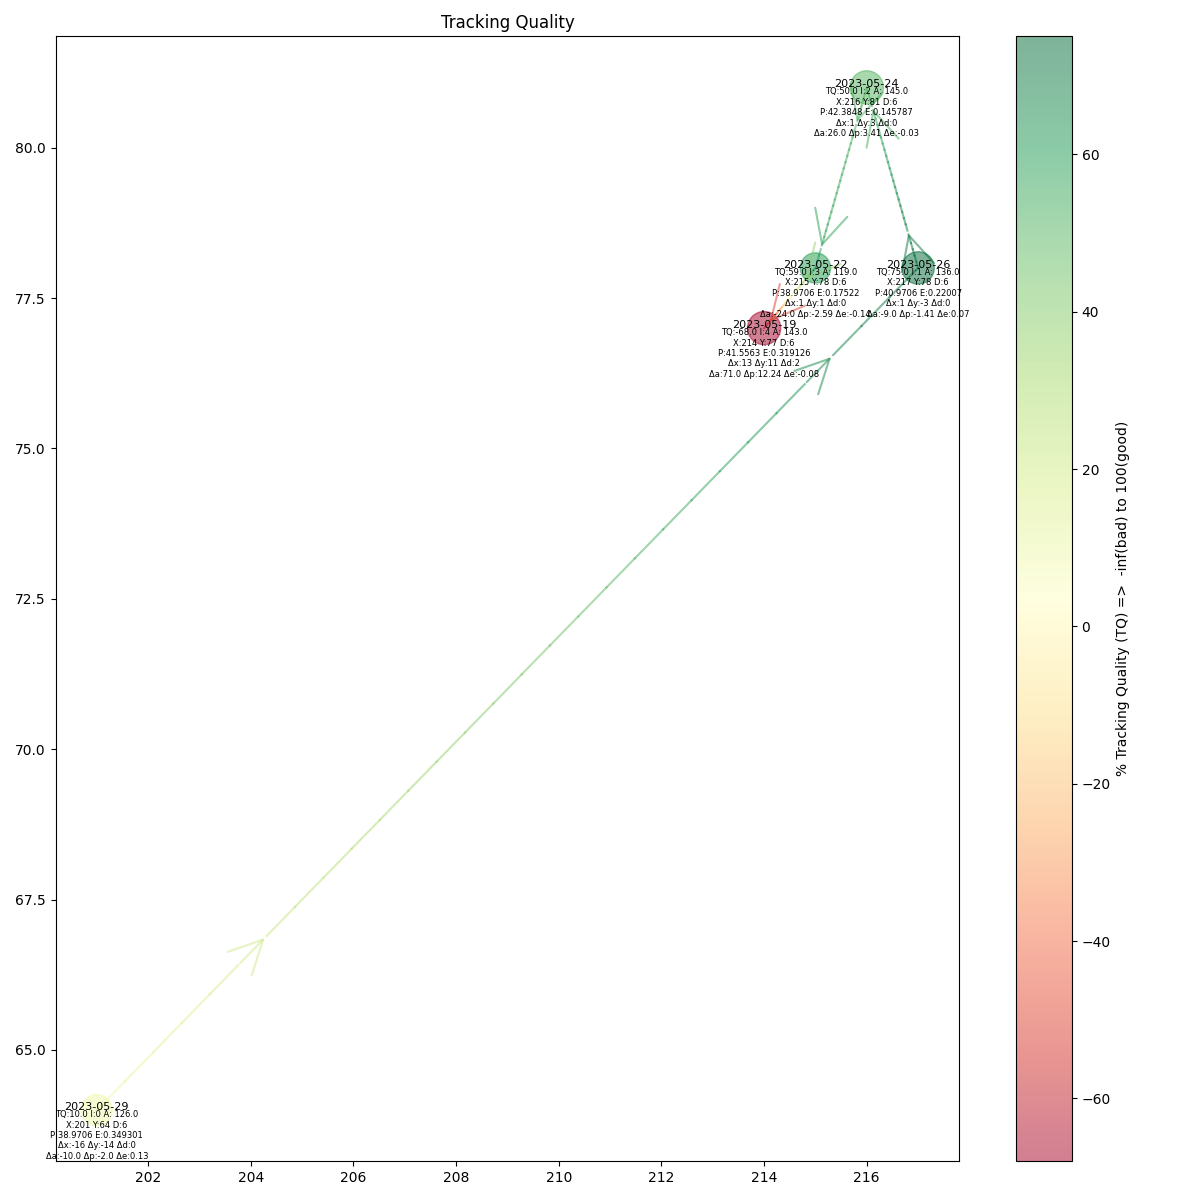 Tracking Quality
2023-05-24
TQ:50.0 I:2 A: 145.0
X:216 Y:81 D:6
P:42.3848 E:0.145787
Δx:1 Δy:3 Δd:0
Δa:26.0 Δp:3.41 Δe:-0.03
2023-05-22
TQ:59.0 I:3 A: 119.0
X:215 Y:78 D:6
P:38.9706 E:0.17522
Δx:1 Δy:1 Δd:0
Δa:-24.0 Δp:-2.59 Δe:-0.14
2023-05-26
TQ:75.0 I:1 A: 136.0
X:217 Y:78 D:6
P:40.9706 E:0.22007
Δx:1 Δy:-3 Δd:0
Δa:-9.0 Δp:-1.41 Δe:0.07
2023-05-19
TQ:-68.0 I:4 A: 143.0
X:214 Y:77 D:6
P:41.5563 E:0.319126
Δx:13 Δy:11 Δd:2
Δa:71.0 Δp:12.24 Δe:-0.08
2023-05-29
TQ:10.0 I:0 A: 126.0
X:201 Y:64 D:6
P:38.9706 E:0.349301
Δx:-16 Δy:-14 Δd:0
Δa:-10.0 Δp:-2.0 Δe:0.13
80.0
77.5
75.0
72.5
70.0
67.5
65.0
202
204
206
208
210
212
214
216
60
40
20
0
−20
−40
−60
% Tracking Quality (TQ) => -inf(bad) to 100(good)